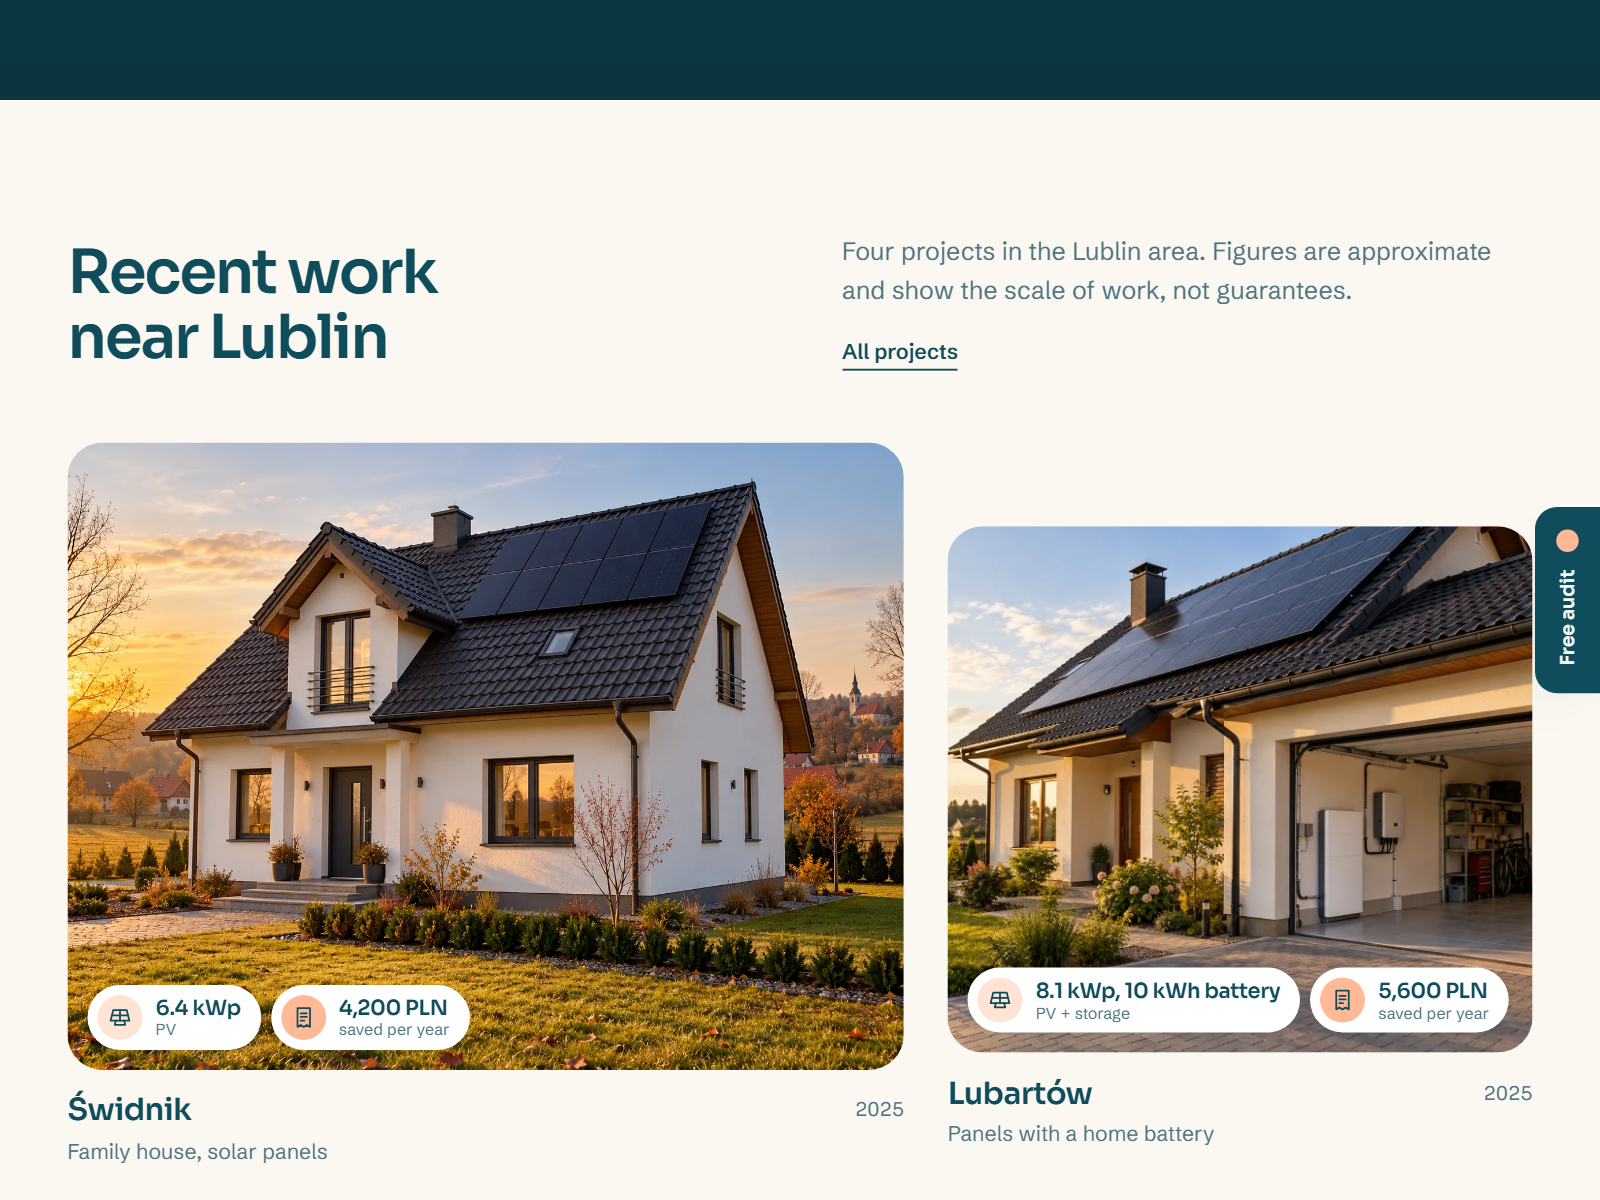 Recent work
near Lublin
Four projects in the Lublin area. Figures are approximate
and show the scale of work, not guarantees.
All projects
6.4 kWp
PV
4,200 PLN
saved per year
Świdnik
2025
Family house, solar panels
8.1 kWp, 10 kWh battery
PV + storage
5,600 PLN
saved per year
Lubartów
2025
Panels with a home battery
Free audit